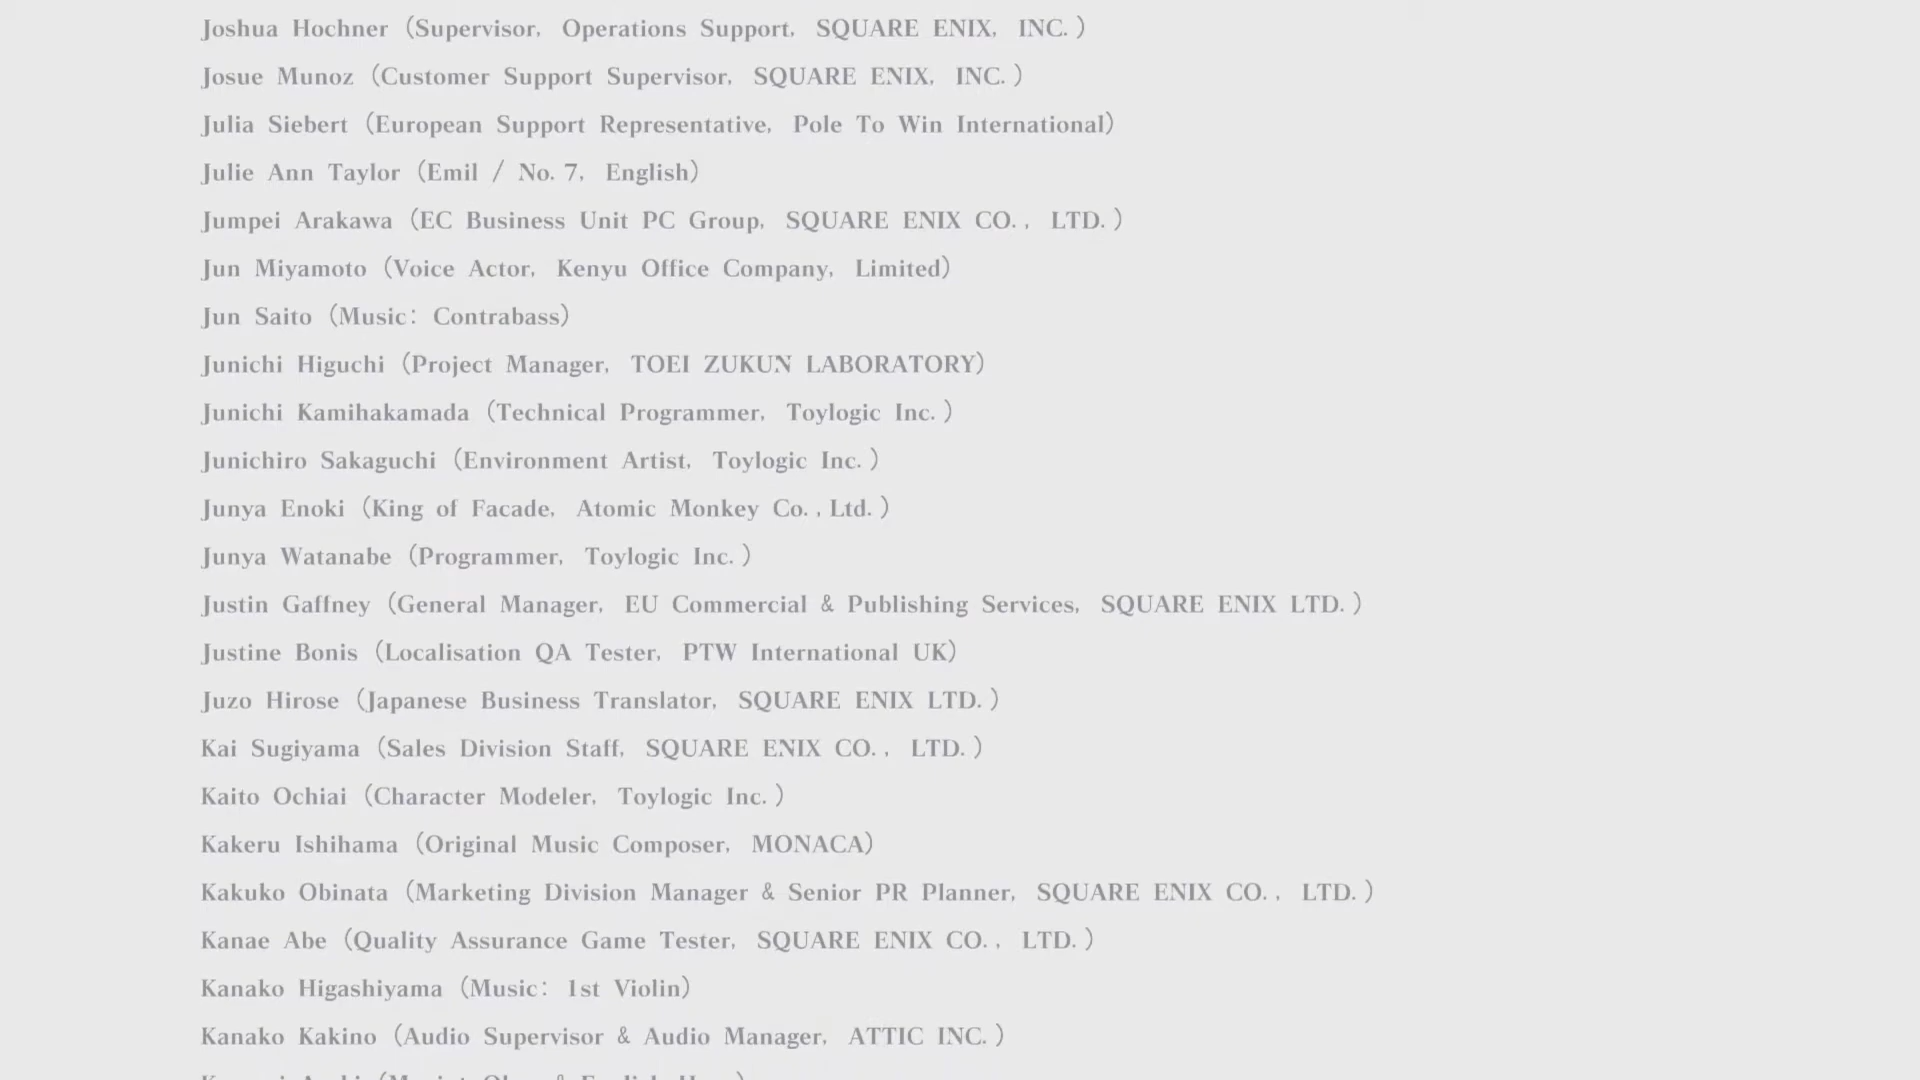 Joshua Hochner (Supervisor, Operations Support, SQUARE ENIX, INC.)
Josue Munoz (Customer Support Supervisor, SQUARE ENIX, INC.)
Julia Siebert (European Support Representative, Pole To Win International)
Julie Ann Taylor (Emil / No.7, English)
Jumpei Arakawa (EC Business Unit PC Group, SQUARE ENIX CO., LTD.)
Jun Miyamoto (Voice Actor, Kenyu Office Company, Limited)
Jun Saito (Music: Contrabass)
Junichi Higuchi (Project Manager, TOEI ZUKUN LABORATORY)
Junichi Kamihakamada (Technical Programmer, Toylogic Inc.)
Junichiro Sakaguchi (Environment Artist, Toylogic Inc.)
Junya Enoki (King of Facade, Atomic Monkey Co.,Ltd.)
Junya Watanabe (Programmer, Toylogic Inc.)
Justin Gaffney (General Manager, EU Commercial & Publishing Services, SQUARE ENIX LTD.)
Justine Bonis (Localisation QA Tester, PTW International UK)
Juzo Hirose (Japanese Business Translator, SQUARE ENIX LTD.)
Kai Sugiyama (Sales Division Staff, SQUARE ENIX CO., LTD.)
Kaito Ochiai (Character Modeler, Toylogic Inc.)
Kakeru Ishihama (Original Music Composer, MONACA)
Kakuko Obinata (Marketing Division Manager & Senior PR Planner, SQUARE ENIX CO., LTD.)
Kanae Abe (Quality Assurance Game Tester, SQUARE ENIX CO., LTD.)
Kanako Higashiyama (Music: 1st Violin)
Kanako Kakino (Audio Supervisor & Audio Manager, ATTIC INC.)